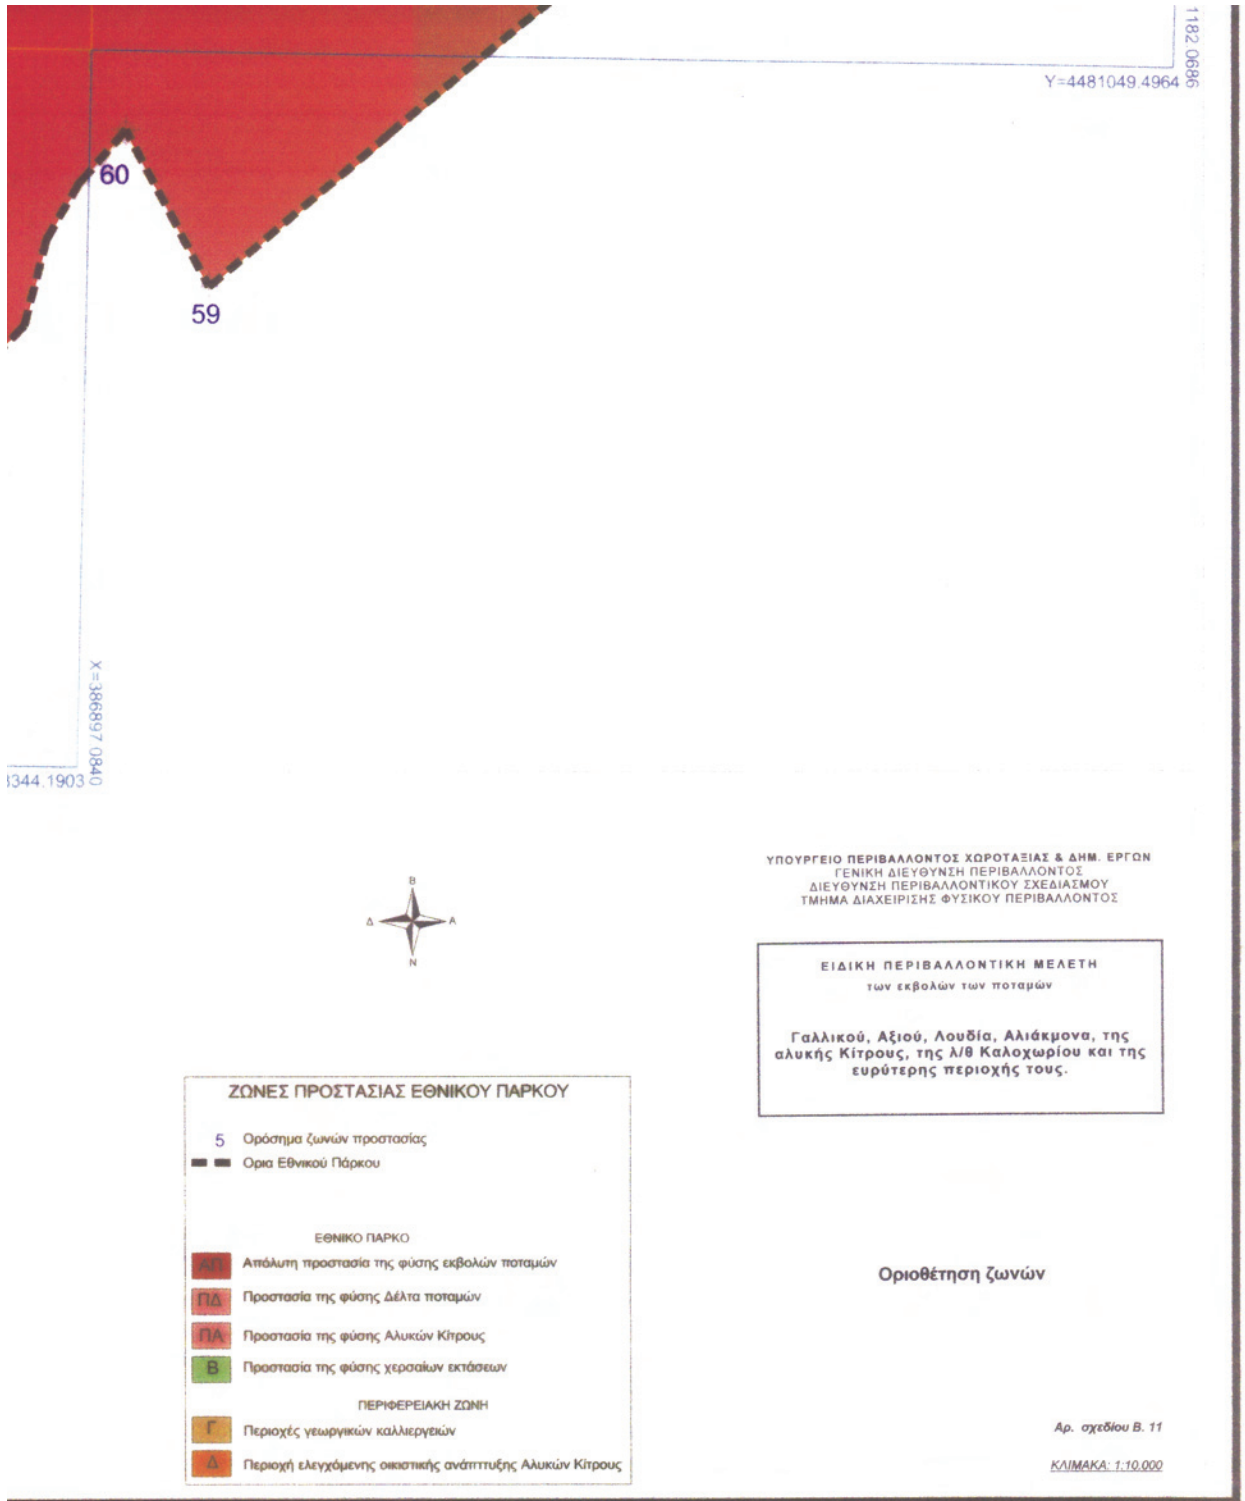 1182.0686
Y=4481049.4964
60
59
X=386897.0840
3344.1903
Β
Δ
Α
Ν
ΥΠΟΥΡΓΕΙΟ ΠΕΡΙΒΑΛΛΟΝΤΟΣ ΧΩΡΟΤΑΞΙΑΣ & ΔΗΜ. ΕΡΓΩΝ
ΓΕΝΙΚΗ ΔΙΕΥΘΥΝΣΗ ΠΕΡΙΒΑΛΛΟΝΤΟΣ
ΔΙΕΥΘΥΝΣΗ ΠΕΡΙΒΑΛΛΟΝΤΙΚΟΥ ΣΧΕΔΙΑΣΜΟΥ
ΤΜΗΜΑ ΔΙΑΧΕΙΡΙΣΗΣ ΦΥΣΙΚΟΥ ΠΕΡΙΒΑΛΛΟΝΤΟΣ
ΕΙΔΙΚΗ ΠΕΡΙΒΑΛΛΟΝΤΙΚΗ ΜΕΛΕΤΗ
των εκβολών των ποταμών
Γαλλικού, Αξιού, Λουδία, Αλιάκμονα, της
αλυκής Κίτρους, της λ/θ Καλοχωρίου και της
ευρύτερης περιοχής τους.
ΖΩΝΕΣ ΠΡΟΣΤΑΣΙΑΣ ΕΘΝΙΚΟΥ ΠΑΡΚΟΥ
5 Ορόσημα ζωνών προστασίας
Ορια Εθνικού Πάρκου
ΕΘΝΙΚΟ ΠΑΡΚΟ
ΑΠ Απόλυτη προστασία της φύσης εκβολών ποταμών
ΠΔ Προστασία της φύσης Δέλτα ποταμών
ΠΑ Προστασία της φύσης Αλυκών Κίτρους
Β Προστασία της φύσης χερσαίων εκτάσεων
ΠΕΡΙΦΕΡΕΙΑΚΗ ΖΩΝΗ
Γ Περιοχές γεωργικών καλλιεργειών
Δ Περιοχή ελεγχόμενης οικιστικής ανάπτυξης Αλυκών Κίτρους
Οριοθέτηση ζωνών
Αρ. σχεδίου Β. 11
ΚΛΙΜΑΚΑ: 1:10.000